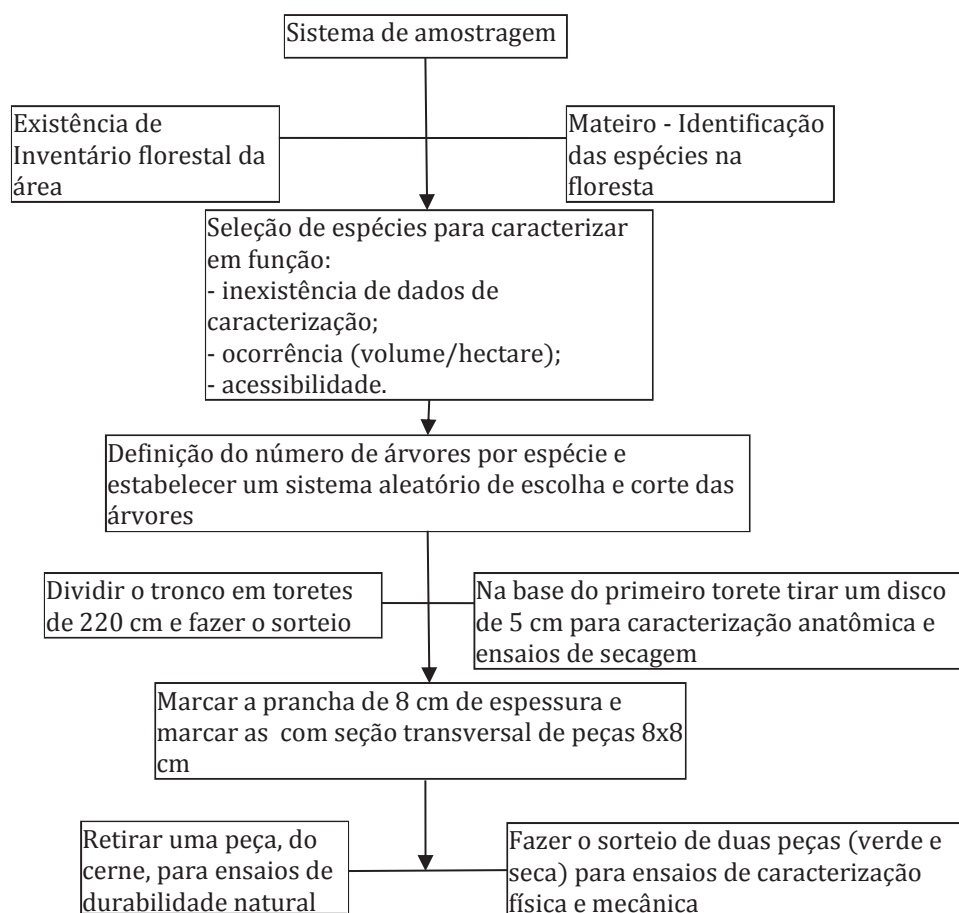 Sistema de amostragem
Existência de
Inventário florestal da
área
Mateiro - Identificação
das espécies na
floresta
Seleção de espécies para caracterizar
em função:
- inexistência de dados de
caracterização;
- ocorrência (volume/hectare);
- acessibilidade.
Definição do número de árvores por espécie e
estabelecer um sistema aleatório de escolha e corte das
árvores
Dividir o tronco em toretes
de 220 cm e fazer o sorteio
Na base do primeiro torete tirar um disco
de 5 cm para caracterização anatômica e
ensaios de secagem
Marcar a prancha de 8 cm de espessura e
marcar as com seção transversal de peças 8x8
cm
Retirar uma peça, do
cerne, para ensaios de
durabilidade natural
Fazer o sorteio de duas peças (verde e
seca) para ensaios de caracterização
física e mecânica